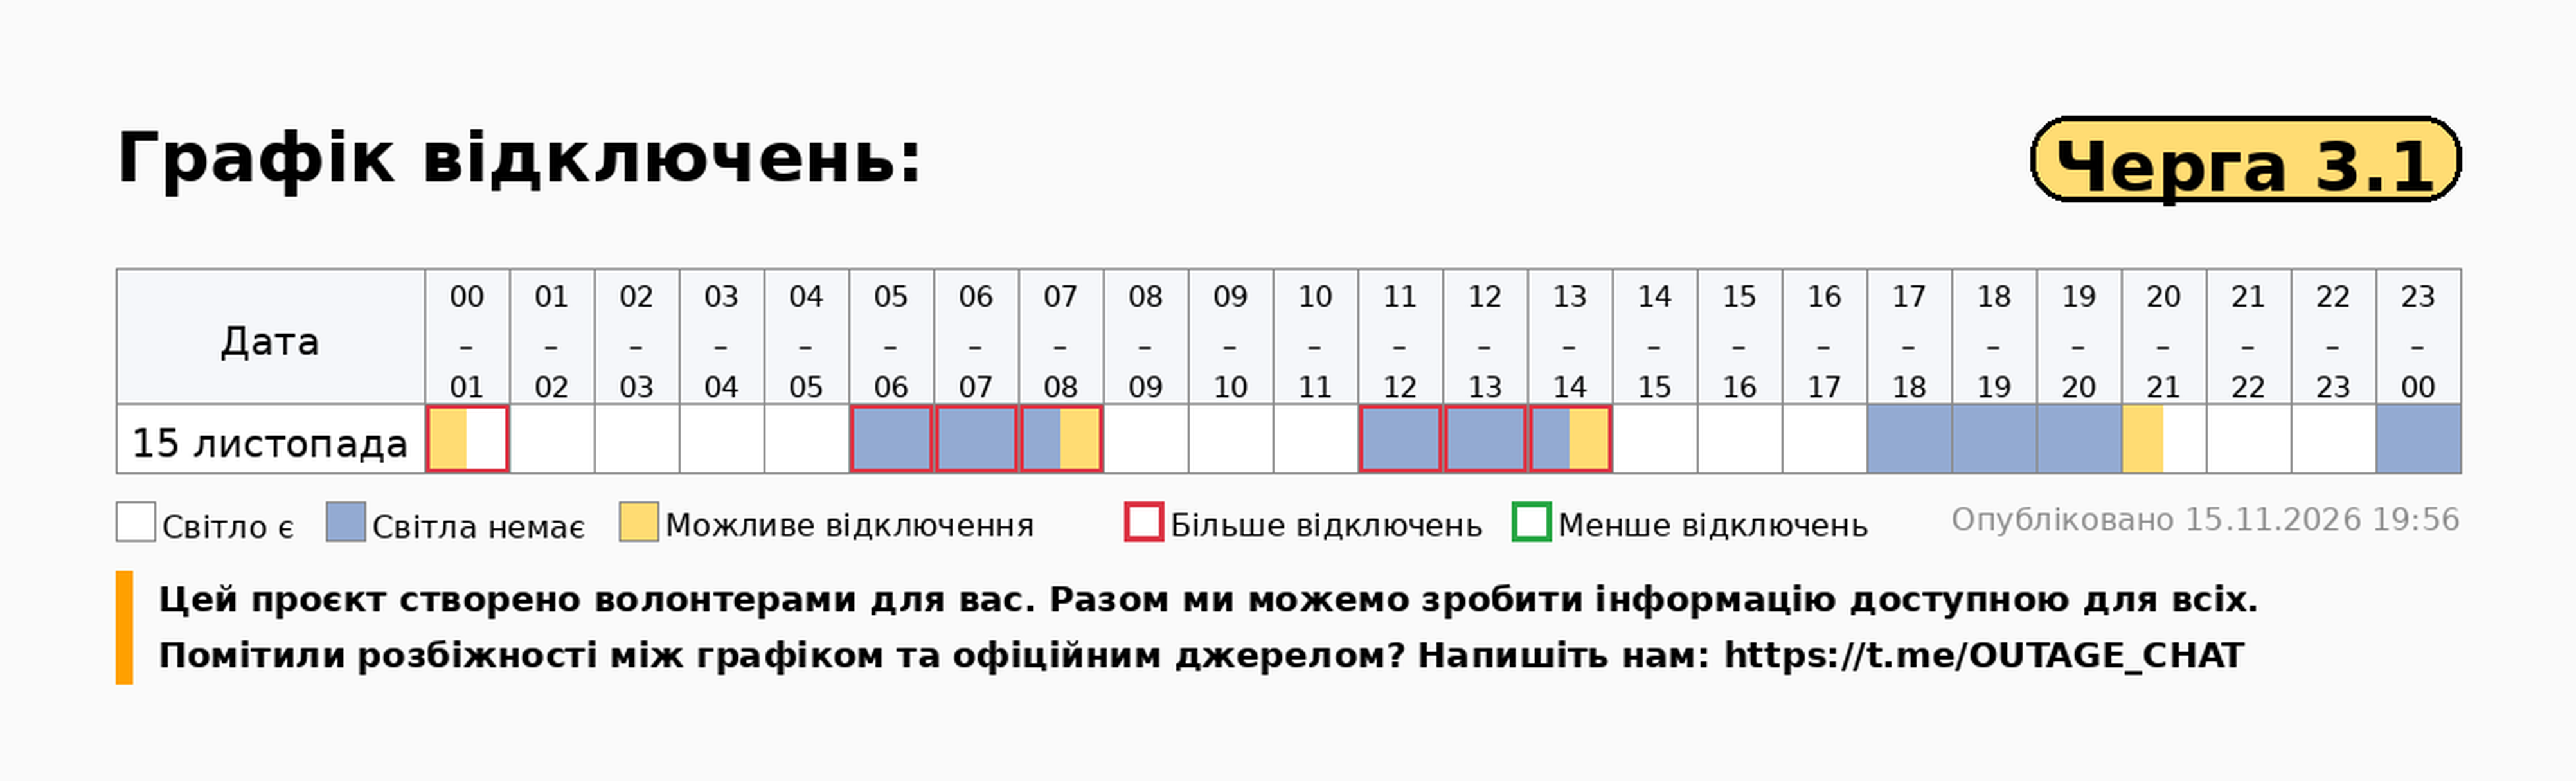 Графік відключень:
Черга 3.1
Дата
00 – 01
01 – 02
02 – 03
03 – 04
04 – 05
05 – 06
06 – 07
07 – 08
08 – 09
09 – 10
10 – 11
11 – 12
12 – 13
13 – 14
14 – 15
15 – 16
16 – 17
17 – 18
18 – 19
19 – 20
20 – 21
21 – 22
22 – 23
23 – 00
15 листопада
Світло є
Світла немає
Можливе відключення
Більше відключень
Менше відключень
Опубліковано 15.11.2026 19:56
Цей проєкт створено волонтерами для вас. Разом ми можемо зробити інформацію доступною для всіх.
Помітили розбіжності між графіком та офіційним джерелом? Напишіть нам: https://t.me/OUTAGE_CHAT